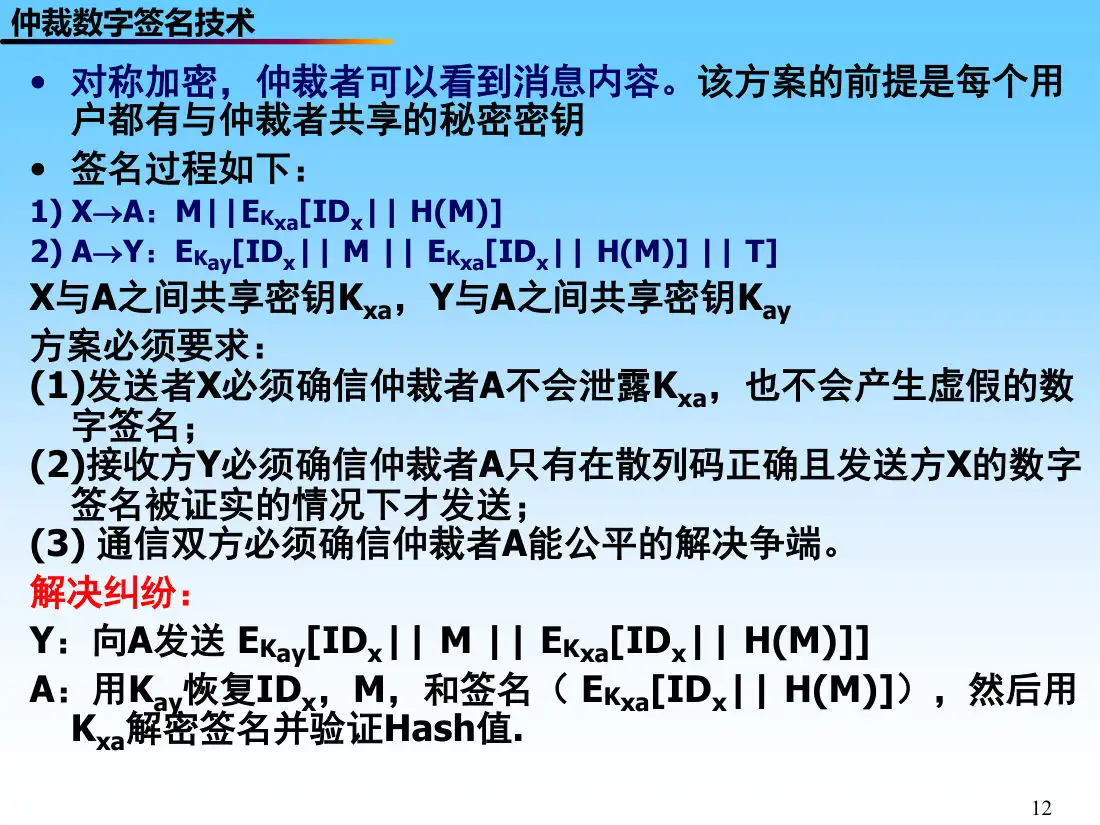 仲裁数字签名技术
• 对称加密，仲裁者可以看到消息内容。该方案的前提是每个用
户都有与仲裁者共享的秘密密钥
• 签名过程如下：
1) X→A：M||EKxa[IDx|| H(M)]
2) A→Y：EKay[IDx|| M || EKxa[IDx|| H(M)] || T]
X与A之间共享密钥Kxa，Y与A之间共享密钥Kay
方案必须要求：
(1)发送者X必须确信仲裁者A不会泄露Kxa，也不会产生虚假的数
字签名；
(2)接收方Y必须确信仲裁者A只有在散列码正确且发送方X的数字
签名被证实的情况下才发送；
(3) 通信双方必须确信仲裁者A能公平的解决争端。
解决纠纷：
Y：向A发送 EKay[IDx|| M || EKxa[IDx|| H(M)]]
A：用Kay恢复IDx，M，和签名（ EKxa[IDx|| H(M)]），然后用
Kxa解密签名并验证Hash值.
12